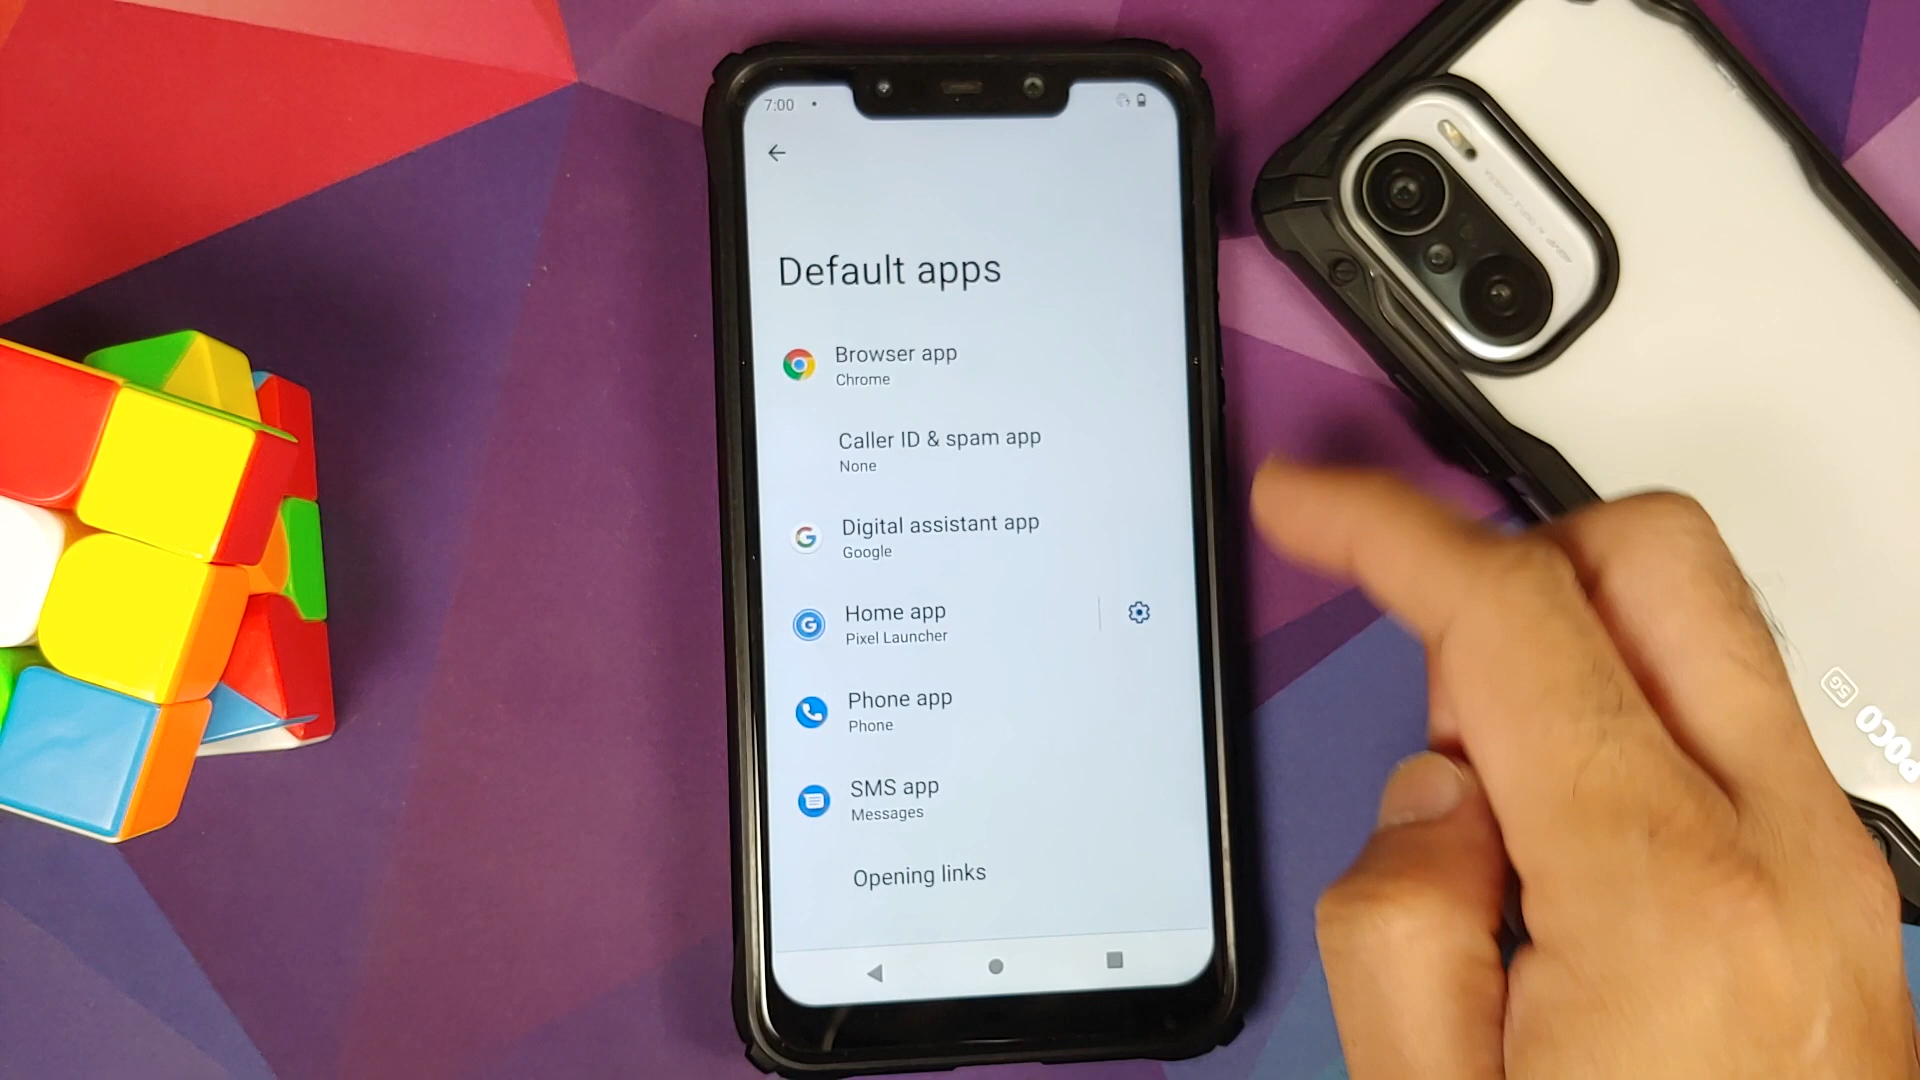 7:00
Default apps
Browser app
Chrome
Caller ID & spam app
None
Digital assistant app
Google
Home app
Pixel Launcher
Phone app
Phone
SMS app
Messages
Opening links
POCO
5G